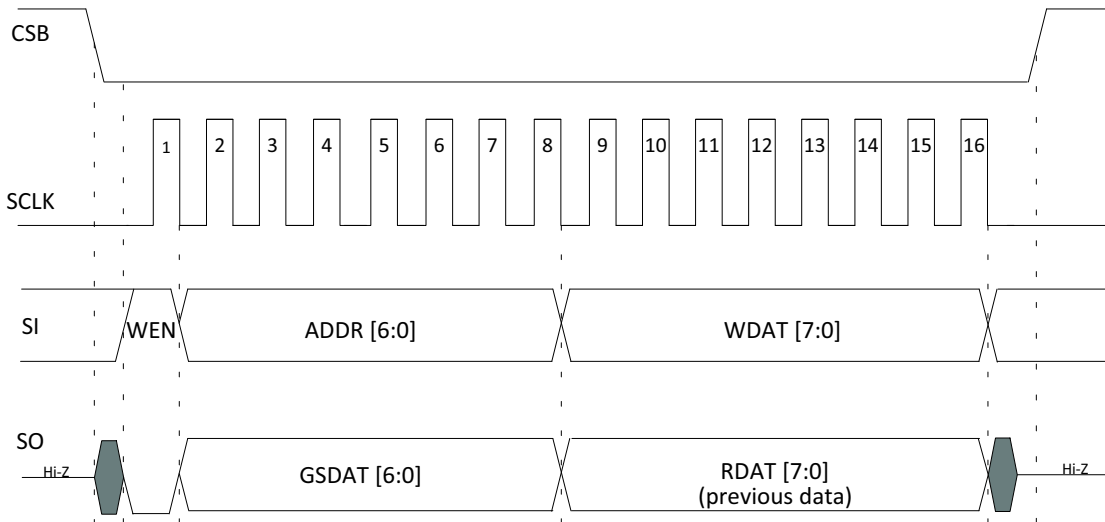 CSB
1 2 3 4 5 6 7 8 9 10 11 12 13 14 15 16
SCLK
SI WEN ADDR [6:0] WDAT [7:0]
SO
Hi-Z GSDAT [6:0] RDAT [7:0] Hi-Z
(previous data)